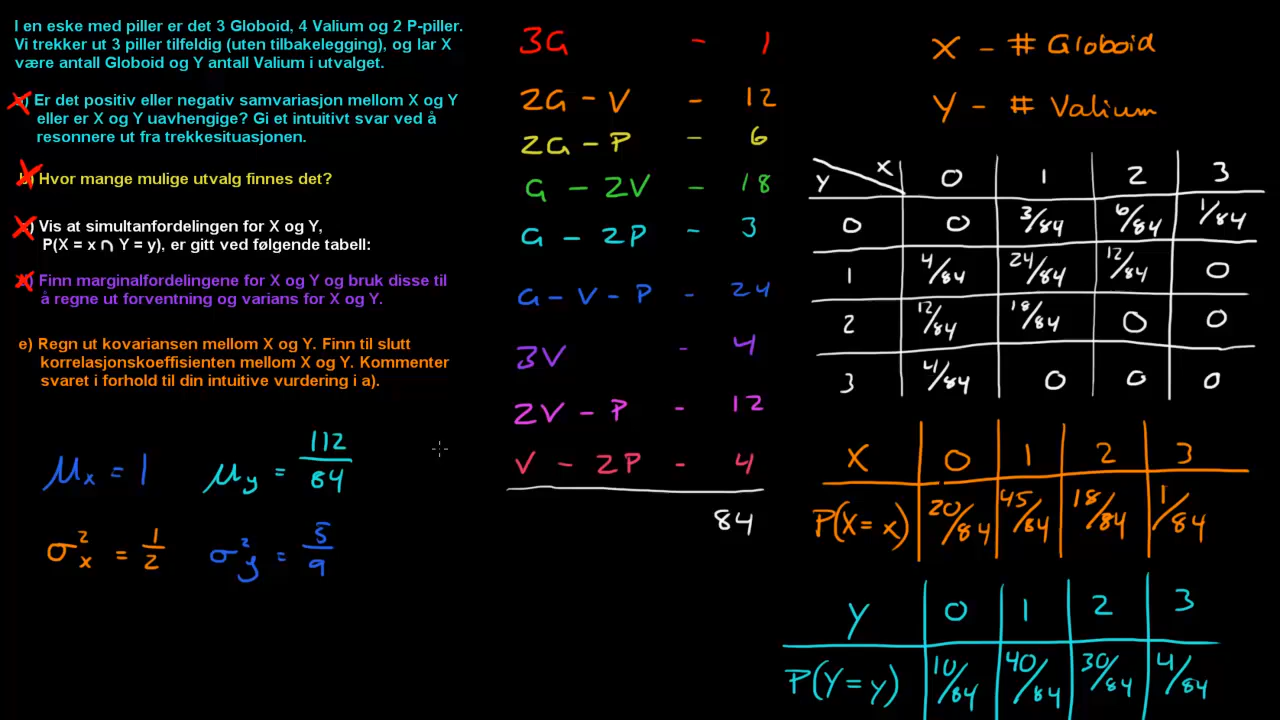 I en eske med piller er det 3 Globoid, 4 Valium og 2 P-piller.
Vi trekker ut 3 piller tilfeldig (uten tilbakelegging), og lar X
være antall Globoid og Y antall Valium i utvalget.
a) Er det positiv eller negativ samvariasjon mellom X og Y
eller er X og Y uavhengige? Gi et intuitivt svar ved å
resonnere ut fra trekkesituasjonen.
b) Hvor mange mulige utvalg finnes det?
c) Vis at simultanfordelingen for X og Y,
P(X = x ∩ Y = y), er gitt ved følgende tabell:
d) Finn marginalfordelingene for X og Y og bruk disse til
å regne ut forventning og varians for X og Y.
e) Regn ut kovariansen mellom X og Y. Finn til slutt
korrelasjonskoeffisienten mellom X og Y. Kommenter
svaret i forhold til din intuitive vurdering i a).
μx = 1 μy = 112/84
σ²x = 1/2 σ²y = 5/9
3G - 1
2G - V - 12
2G - P - 6
G - 2V - 18
G - 2P - 3
G - V - P - 24
3V - 4
2V - P - 12
V - 2P - 4
84
X - # Globoid
Y - # Valium
Y X 0 1 2 3
0 0 3/84 6/84 1/84
1 4/84 24/84 12/84 0
2 12/84 18/84 0 0
3 4/84 0 0 0
X 0 1 2 3
P(X = x) 20/84 45/84 18/84 1/84
Y 0 1 2 3
P(Y = y) 10/84 40/84 30/84 4/84